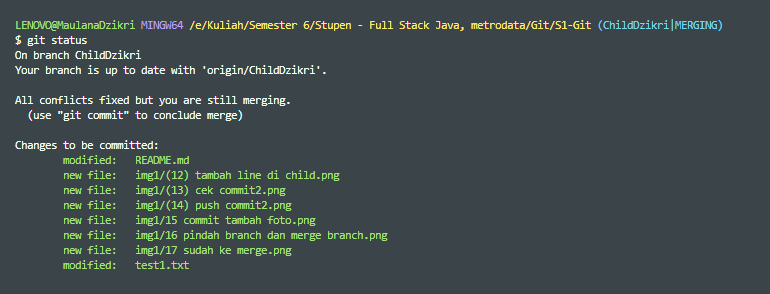 LENOVO@MaulanaDzikri MINGW64 /e/Kuliah/Semester 6/Stupen - Full Stack Java, metrodata/Git/S1-Git (ChildDzikri|MERGING)
$ git status
On branch ChildDzikri
Your branch is up to date with 'origin/ChildDzikri'.
All conflicts fixed but you are still merging.
(use "git commit" to conclude merge)
Changes to be committed:
modified: README.md
new file: img1/(12) tambah line di child.png
new file: img1/(13) cek commit2.png
new file: img1/(14) push commit2.png
new file: img1/15 commit tambah foto.png
new file: img1/16 pindah branch dan merge branch.png
new file: img1/17 sudah ke merge.png
modified: test1.txt